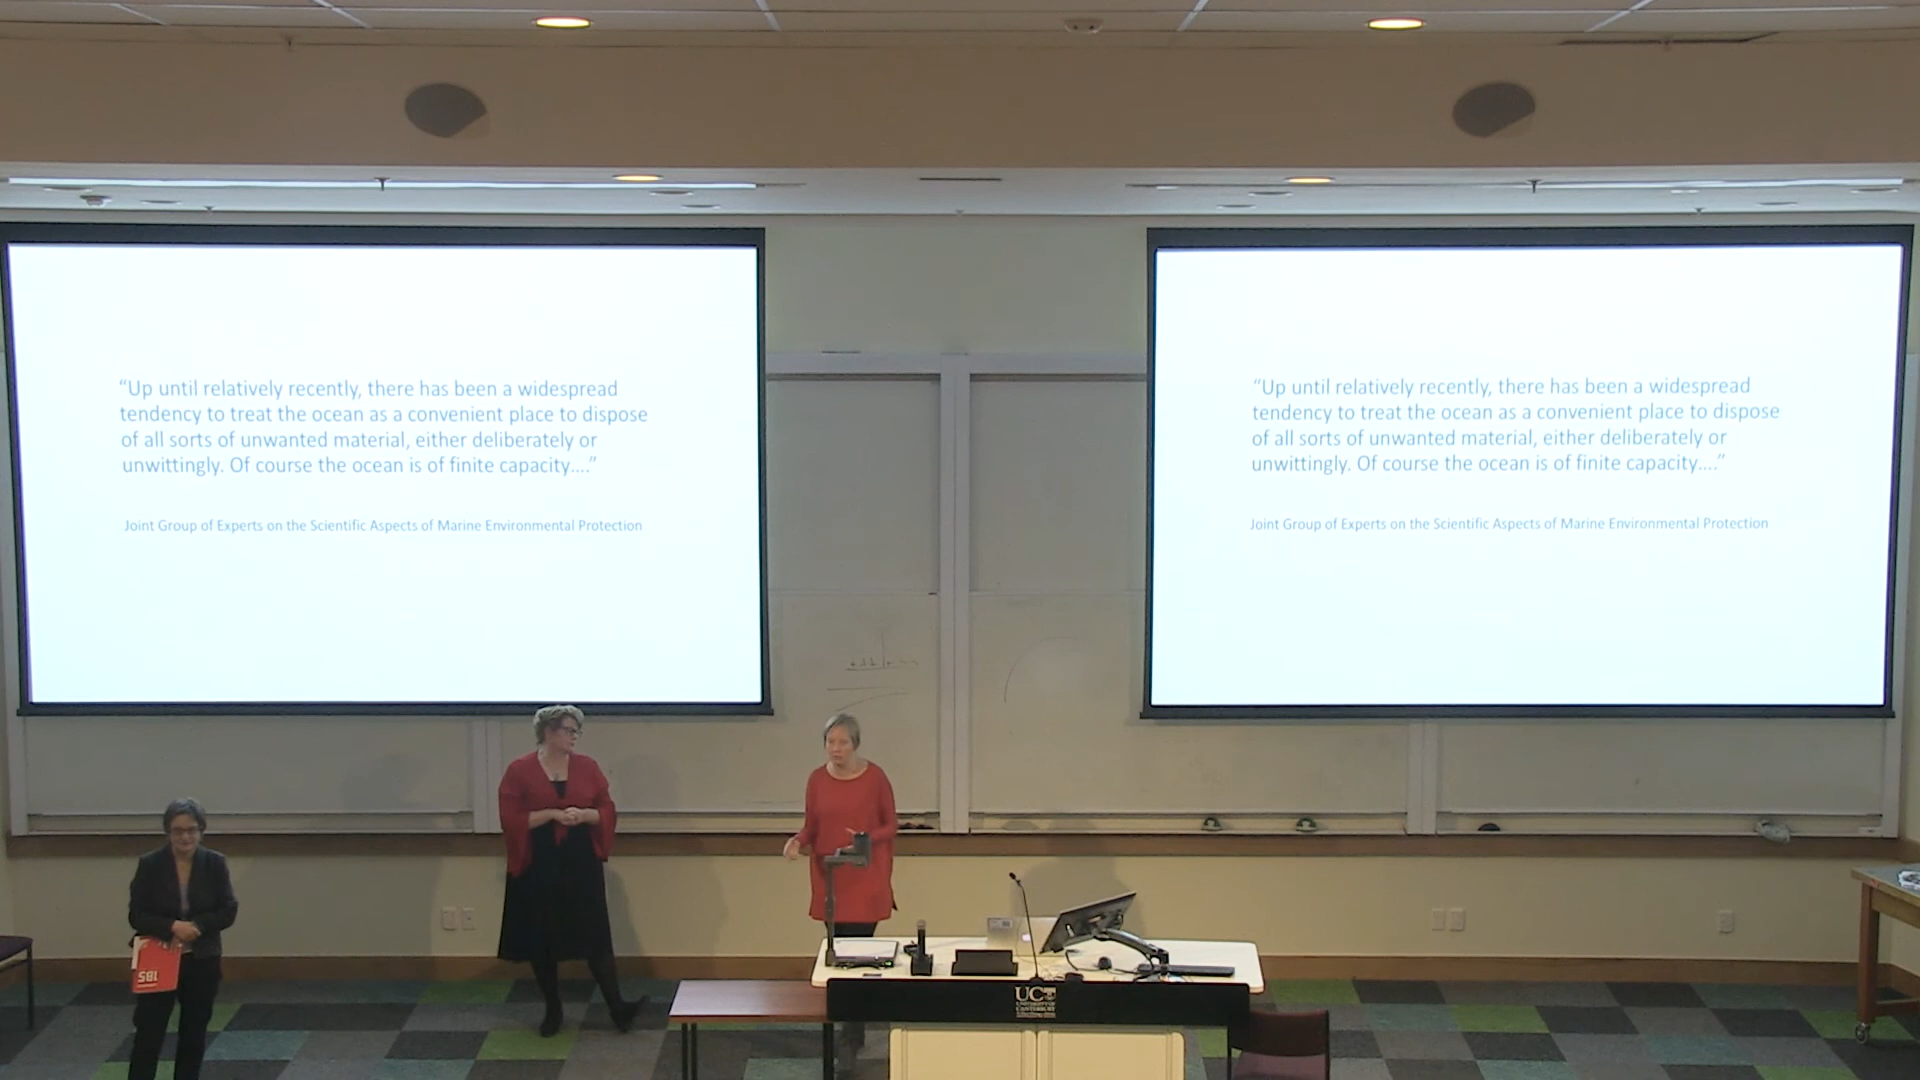 “Up until relatively recently, there has been a widespread
tendency to treat the ocean as a convenient place to dispose
of all sorts of unwanted material, either deliberately or
unwittingly. Of course the ocean is of finite capacity....”
Joint Group of Experts on the Scientific Aspects of Marine Environmental Protection
“Up until relatively recently, there has been a widespread
tendency to treat the ocean as a convenient place to dispose
of all sorts of unwanted material, either deliberately or
unwittingly. Of course the ocean is of finite capacity....”
Joint Group of Experts on the Scientific Aspects of Marine Environmental Protection
185
UC
UNIVERSITY OF
CANTERBURY